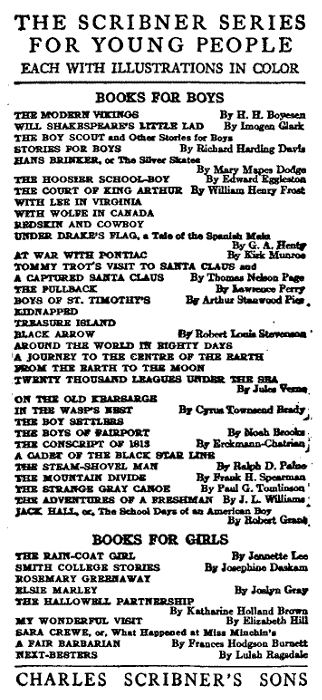 THE SCRIBNER SERIES
FOR YOUNG PEOPLE
EACH WITH ILLUSTRATIONS IN COLOR
BOOKS FOR BOYS
THE MODERN VIKINGS By H. H. Boyesen
WILL SHAKESPEARE'S LITTLE LAD By Imogen Clark
THE BOY SCOUT and Other Stories for Boys
STORIES FOR BOYS By Richard Harding Davis
HANS BRINKER, or The Silver Skates
By Mary Mapes Dodge
THE HOOSIER SCHOOL-BOY By Edward Eggleston
THE COURT OF KING ARTHUR By William Henry Frost
WITH LEE IN VIRGINIA
WITH WOLFE IN CANADA
REDSKIN AND COWBOY
UNDER DRAKE'S FLAG, a Tale of the Spanish Main
By G. A. Henty
AT WAR WITH PONTIAC By Kirk Munroe
TOMMY TROT'S VISIT TO SANTA CLAUS and
A CAPTURED SANTA CLAUS By Thomas Nelson Page
THE FULLBACK By Lawrence Perry
BOYS OF ST. TIMOTHY'S By Arthur Stanwood Pier
KIDNAPPED
TREASURE ISLAND
BLACK ARROW By Robert Louis Stevenson
AROUND THE WORLD IN EIGHTY DAYS
A JOURNEY TO THE CENTRE OF THE EARTH
FROM THE EARTH TO THE MOON
TWENTY THOUSAND LEAGUES UNDER THE SEA
By Jules Verne
ON THE OLD KEARSARGE
IN THE WASP'S NEST By Cyrus Townsend Brady
THE BOY SETTLERS
THE BOYS OF FAIRPORT By Noah Brooks
THE CONSCRIPT OF 1813 By Erckmann-Chatrian
A CADET OF THE BLACK STAR LINE
THE STEAM-SHOVEL MAN By Ralph D. Paine
THE MOUNTAIN DIVIDE By Frank H. Spearman
THE STRANGE GRAY CANOE By Paul G. Tomlinson
THE ADVENTURES OF A FRESHMAN By J. L. Williams
JACK HALL, or, The School Days of an American Boy
By Robert Grant
BOOKS FOR GIRLS
THE RAIN-COAT GIRL By Jennette Lee
SMITH COLLEGE STORIES By Josephine Daskam
ROSEMARY GREENAWAY
ELSIE MARLEY By Joslyn Gray
THE HALLOWELL PARTNERSHIP
By Katharine Holland Brown
MY WONDERFUL VISIT By Elizabeth Hill
SARA CREWE, or, What Happened at Miss Minchin's
A FAIR BARBARIAN By Frances Hodgson Burnett
NEXT-BESTERS By Lulah Ragsdale
CHARLES SCRIBNER'S SONS